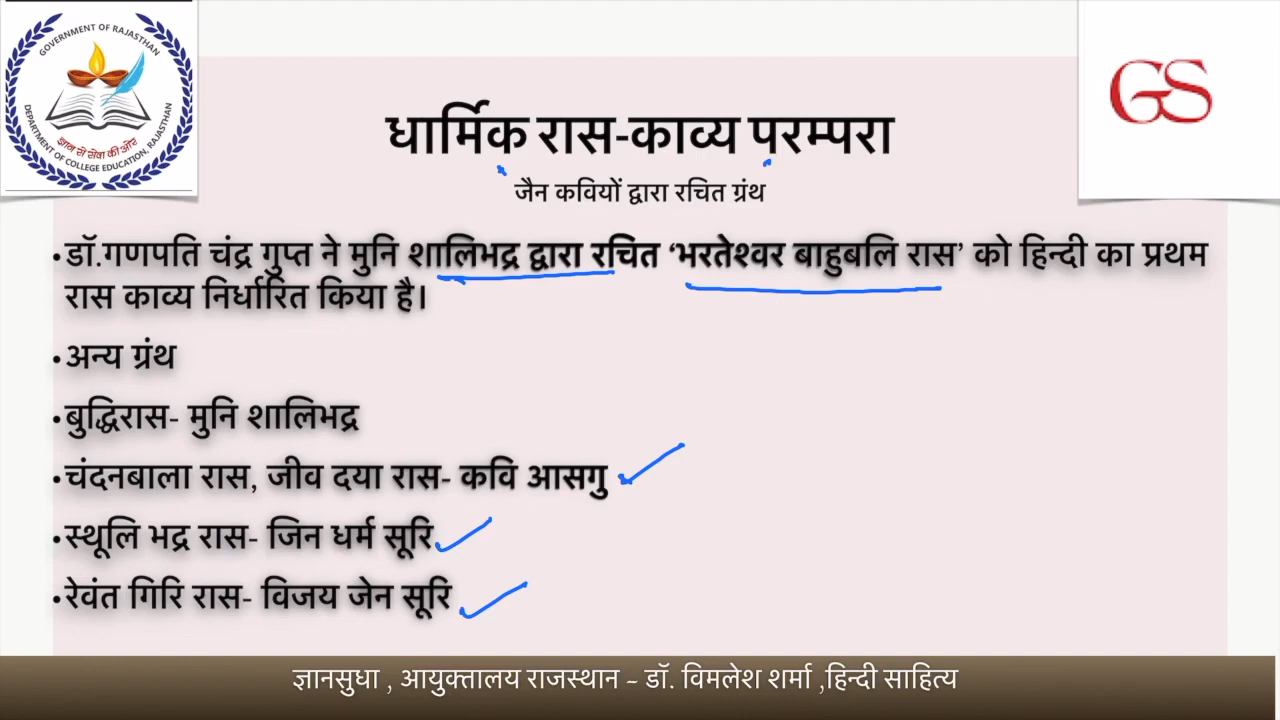 GOVERNMENT OF RAJASTHAN
DEPARTMENT OF COLLEGE EDUCATION, RAJASTHAN
ज्ञान से सेवा की ओर
GS
धार्मिक रास-काव्य परम्परा
जैन कवियों द्वारा रचित ग्रंथ
•डॉ.गणपति चंद्र गुप्त ने मुनि शालिभद्र द्वारा रचित ‘भरतेश्वर बाहुबलि रास’ को हिन्दी का प्रथम
रास काव्य निर्धारित किया है।
•अन्य ग्रंथ
•बुद्धिरास- मुनि शालिभद्र
•चंदनबाला रास, जीव दया रास- कवि आसगु
•स्थूलि भद्र रास- जिन धर्म सूरि
•रेवंत गिरि रास- विजय जेन सूरि
ज्ञानसुधा , आयुक्तालय राजस्थान – डॉ. विमलेश शर्मा ,हिन्दी साहित्य